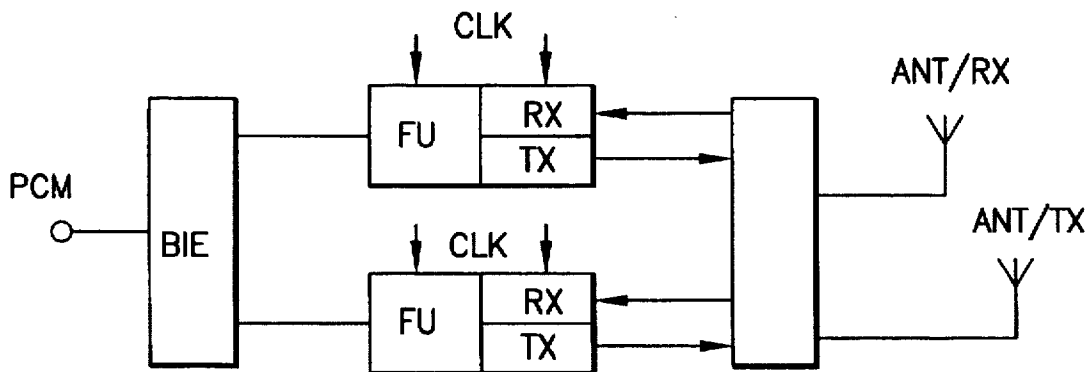 CLK
ANT/RX
FU
RX
TX
PCM
BIE
ANT/TX
CLK
FU
RX
TX